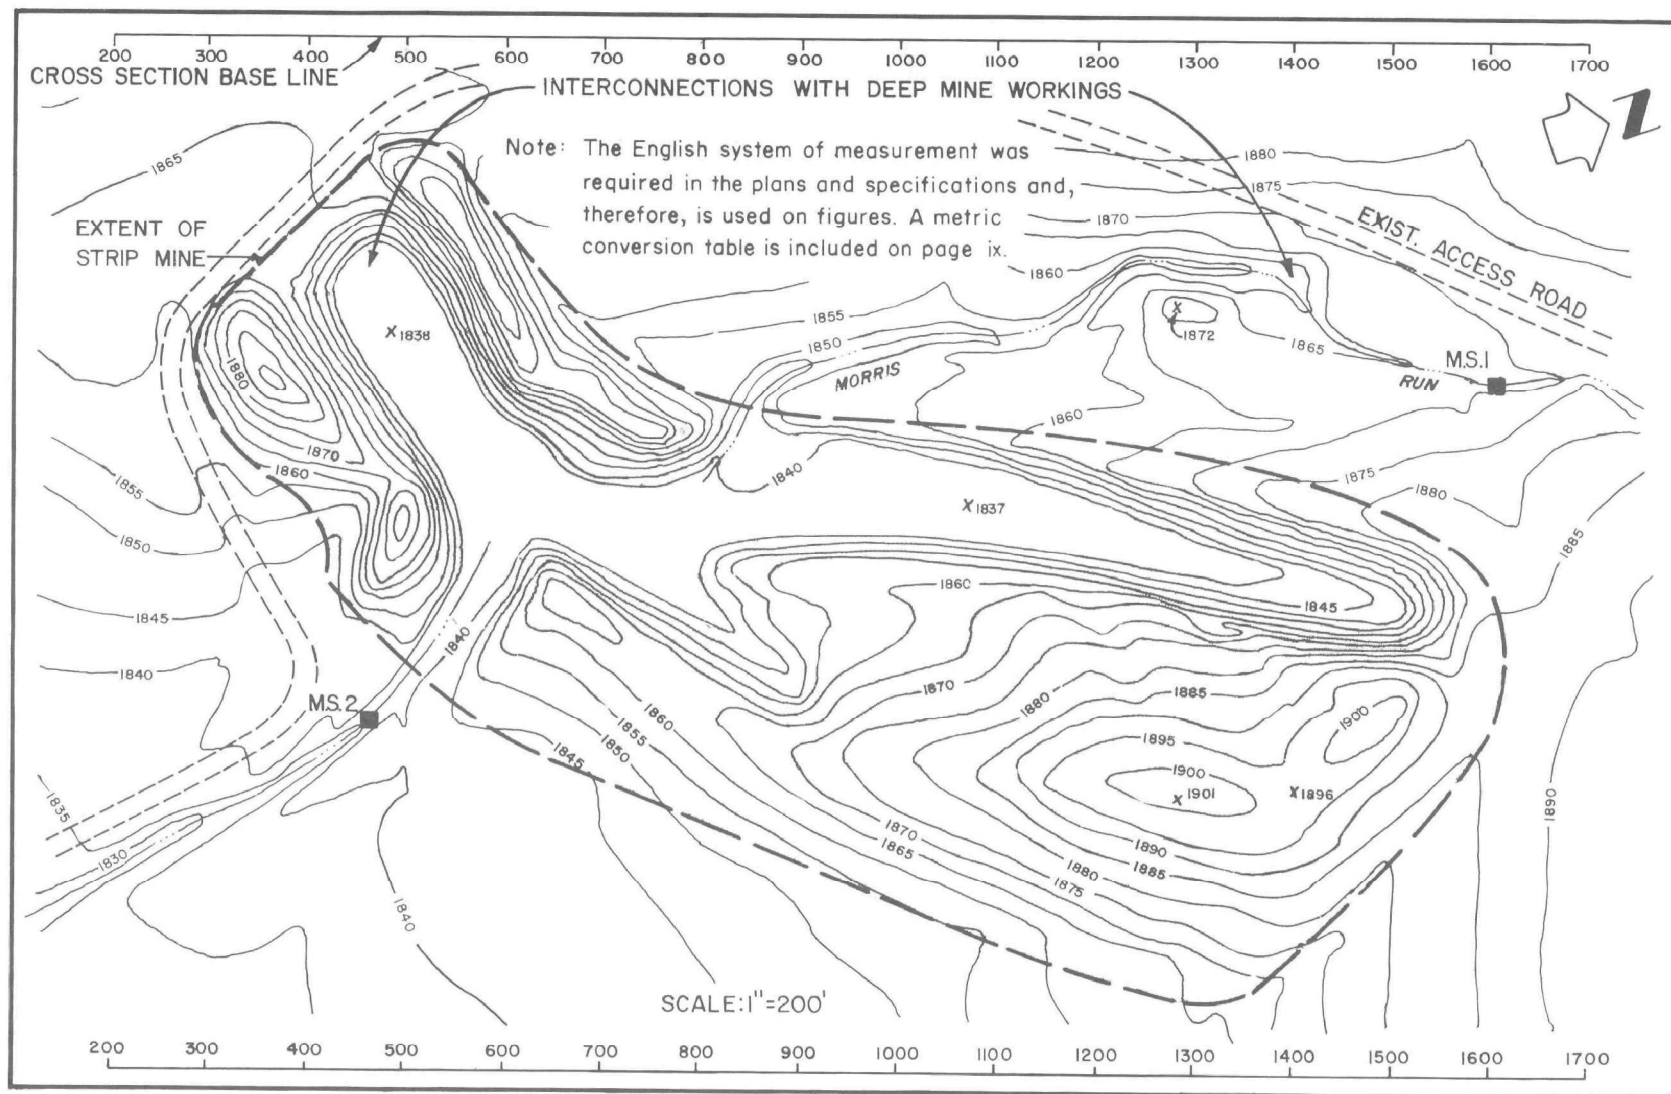 200 300 400 500 600 700 800 900 1000 1100 1200 1300 1400 1500 1600 1700
CROSS SECTION BASE LINE
INTERCONNECTIONS WITH DEEP MINE WORKINGS
Z
Note: The English system of measurement was
required in the plans and specifications and,
therefore, is used on figures. A metric
conversion table is included on page ix.
1865
1880
1875
1870
EXTENT OF
STRIP MINE
EXIST. ACCESS ROAD
1860
1855
1850
X 1838
X
1872
1865
MORRIS
RUN
M.S.1
1880
1860
1870
1860
1840
1875
1880
1855
X 1837
1850
1885
1860
1845
1845
1840
1840
1870
1885
1880
M.S.2
1860
1855
1850
1845
1900
1895
1900
X 1901
X 1896
1835
1890
1830
1870
1865
1890
1885
1880
1875
1840
SCALE: 1"=200'
200 300 400 500 600 700 800 900 1000 1100 1200 1300 1400 1500 1600 1700